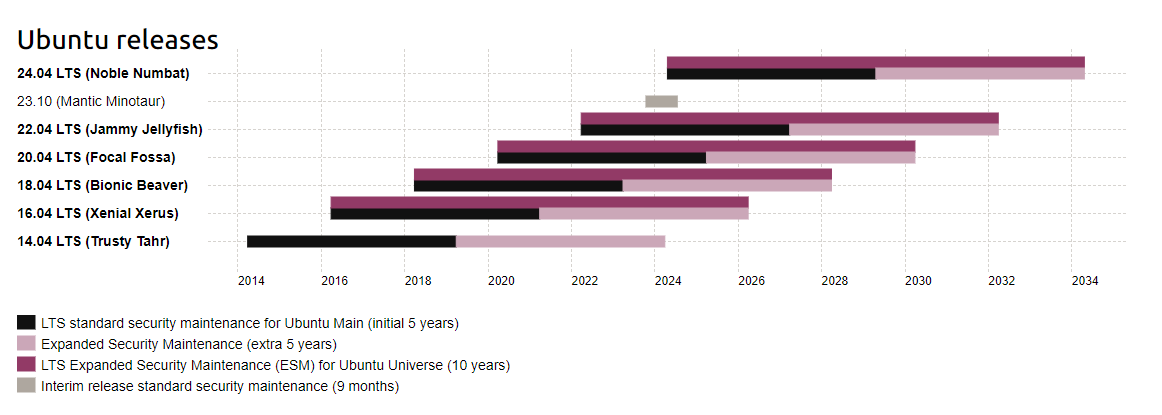 Ubuntu releases
24.04 LTS (Noble Numbat)
23.10 (Mantic Minotaur)
22.04 LTS (Jammy Jellyfish)
20.04 LTS (Focal Fossa)
18.04 LTS (Bionic Beaver)
16.04 LTS (Xenial Xerus)
14.04 LTS (Trusty Tahr)
2014 2016 2018 2020 2022 2024 2026 2028 2030 2032 2034
LTS standard security maintenance for Ubuntu Main (initial 5 years)
Expanded Security Maintenance (extra 5 years)
LTS Expanded Security Maintenance (ESM) for Ubuntu Universe (10 years)
Interim release standard security maintenance (9 months)